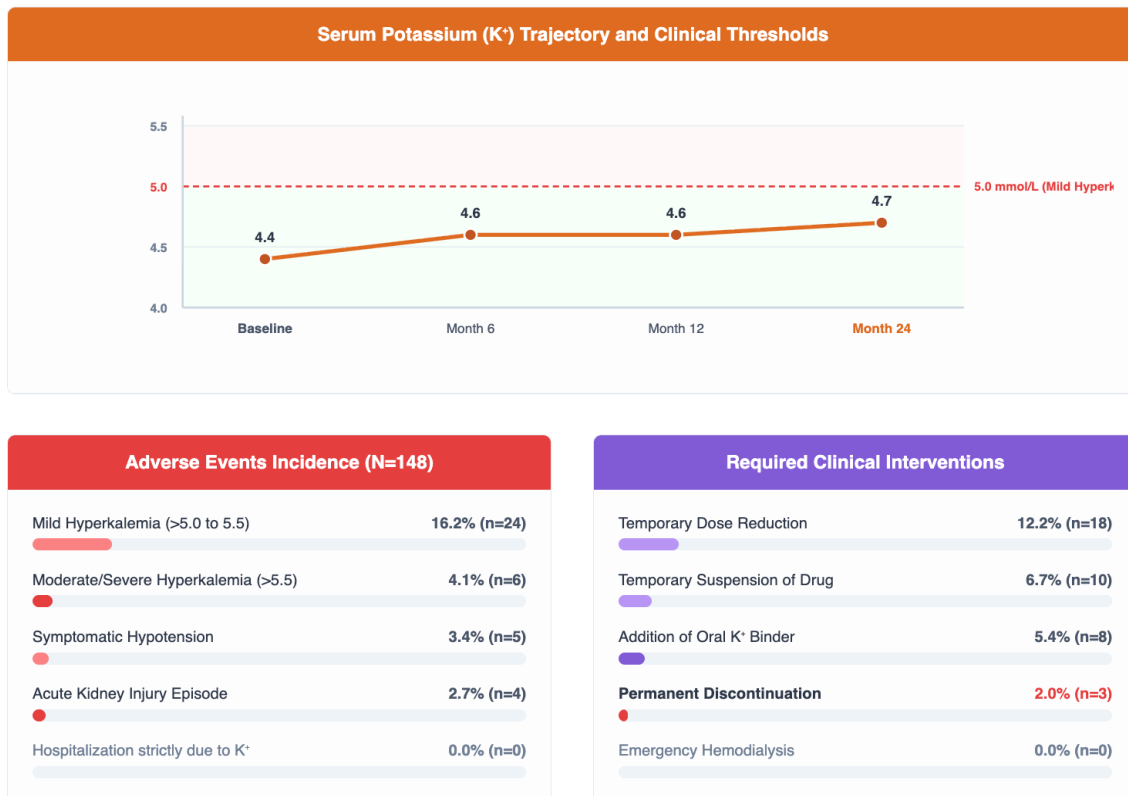 Serum Potassium (K⁺) Trajectory and Clinical Thresholds
5.5
5.0
5.0 mmol/L (Mild Hyperk
4.5
4.0
4.4
4.6
4.6
4.7
Baseline
Month 6
Month 12
Month 24
Adverse Events Incidence (N=148)
Mild Hyperkalemia (>5.0 to 5.5) 16.2% (n=24)
Moderate/Severe Hyperkalemia (>5.5) 4.1% (n=6)
Symptomatic Hypotension 3.4% (n=5)
Acute Kidney Injury Episode 2.7% (n=4)
Hospitalization strictly due to K⁺ 0.0% (n=0)
Required Clinical Interventions
Temporary Dose Reduction 12.2% (n=18)
Temporary Suspension of Drug 6.7% (n=10)
Addition of Oral K⁺ Binder 5.4% (n=8)
Permanent Discontinuation 2.0% (n=3)
Emergency Hemodialysis 0.0% (n=0)